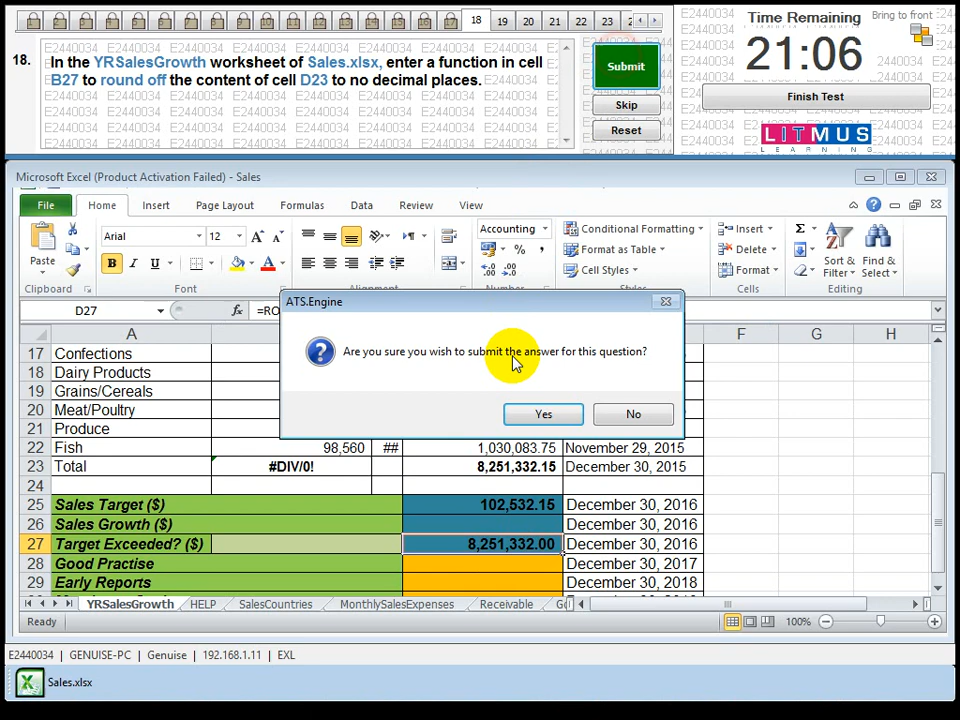 18 19 20 21 22 23
18. In the YRSalesGrowth worksheet of Sales.xlsx, enter a function in cell
B27 to round off the content of cell D23 to no decimal places.
Submit
Skip
Reset
Time Remaining
Bring to front
21:06
Finish Test
LITMUS
LEARNING
Microsoft Excel (Product Activation Failed) - Sales
File Home Insert Page Layout Formulas Data Review View
Arial 12 Accounting Conditional Formatting Insert
Paste B I U A $ % , Format as Table Delete Sort & Filter Find & Select
Cell Styles Format
Clipboard Font Alignment Number Styles Cells Editing
D27 fx =RO
ATS.Engine
Are you sure you wish to submit the answer for this question?
Yes No
A F G H
17 Confections
18 Dairy Products
19 Grains/Cereals
20 Meat/Poultry
21 Produce
22 Fish 98,560 ## 1,030,083.75 November 29, 2015
23 Total #DIV/0! 8,251,332.15 December 30, 2015
24
25 Sales Target ($) 102,532.15 December 30, 2016
26 Sales Growth ($) December 30, 2016
27 Target Exceeded? ($) 8,251,332.00 December 30, 2016
28 Good Practise December 30, 2017
29 Early Reports December 30, 2018
YRSalesGrowth HELP SalesCountries MonthlySalesExpenses Receivable
Ready 100%
E2440034 | GENUISE-PC | Genuise | 192.168.1.11 | EXL
Sales.xlsx